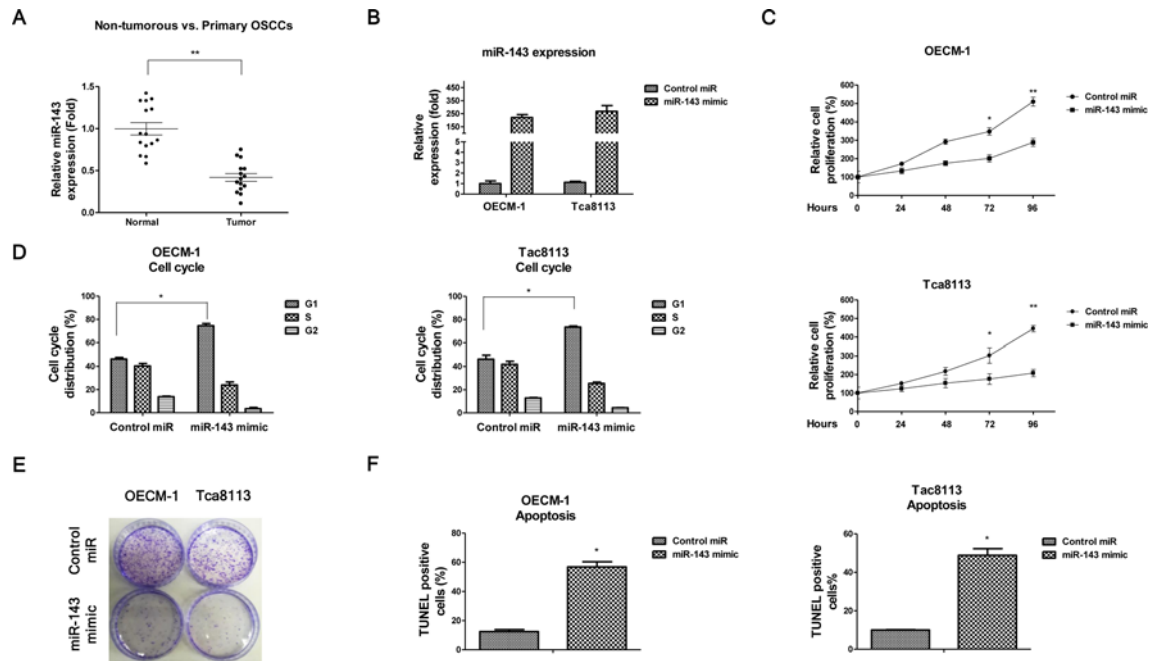 A
Non-tumorous vs. Primary OSCCs
**
Relative miR-143
expression (Fold)
1.5
1.0
0.5
0.0
Normal Tumor
B
miR-143 expression
Control miR
miR-143 mimic
Relative
expression (fold)
450
350
250
150
5
4
3
2
1
0
OECM-1 Tca8113
C
OECM-1
Control miR
miR-143 mimic
Relative cell
proliferation (%)
600
500
400
300
200
100
0
* **
Hours 0 24 48 72 96
Tca8113
Control miR
miR-143 mimic
Relative cell
proliferation (%)
600
500
400
300
200
100
0
* **
Hours 0 24 48 72 96
D
OECM-1
Cell cycle
*
G1
S
G2
Cell cycle
distribution (%)
100
80
60
40
20
0
Control miR miR-143 mimic
Tac8113
Cell cycle
*
G1
S
G2
Cell cycle
distribution (%)
100
80
60
40
20
0
Control miR miR-143 mimic
E
OECM-1 Tca8113
Control
miR
miR-143
mimic
F
OECM-1
Apoptosis
*
Control miR
miR-143 mimic
TUNEL positive
cells (%)
80
60
40
20
0
Tac8113
Apoptosis
*
Control miR
miR-143 mimic
TUNEL positive
cells%
80
60
40
20
0